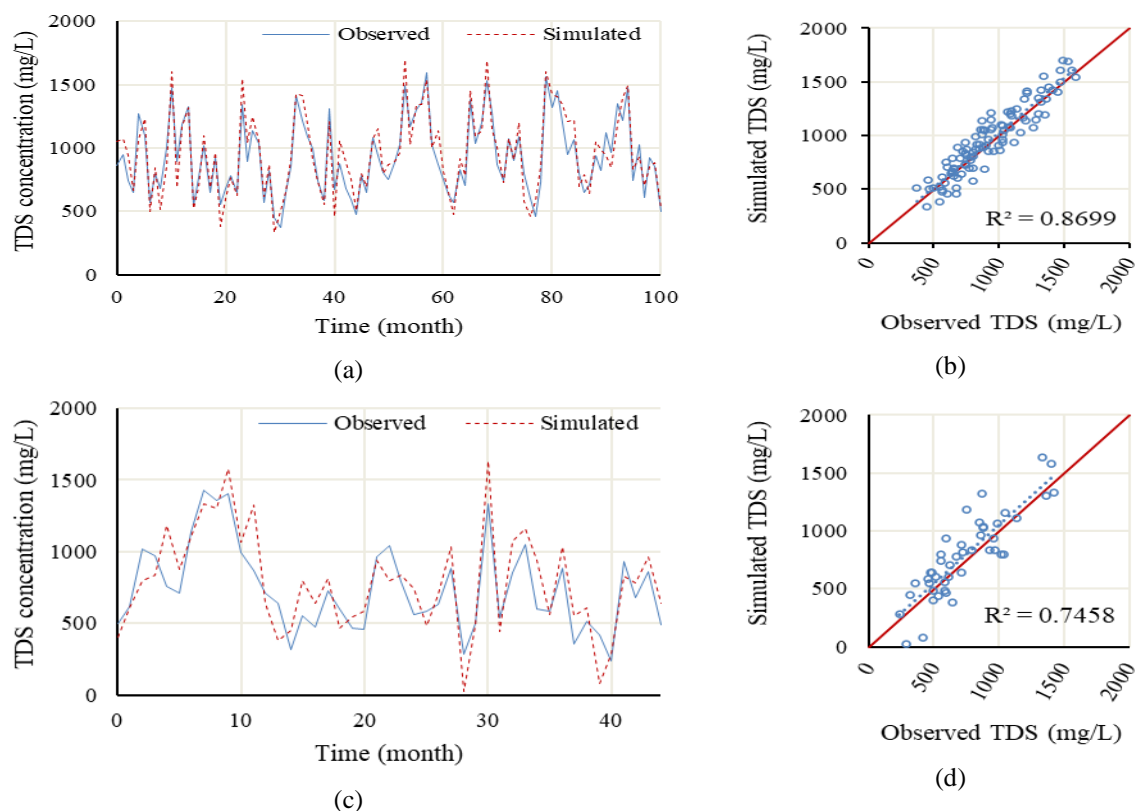 TDS concentration (mg/L)
2000
1500
1000
500
0
Observed
Simulated
0 20 40 60 80 100
Time (month)
(a)
Simulated TDS (mg/L)
2000
1500
1000
500
0
R² = 0.8699
0 500 1000 1500 2000
Observed TDS (mg/L)
(b)
TDS concentration (mg/L)
2000
1500
1000
500
0
Observed
Simulated
0 10 20 30 40
Time (month)
(c)
Simulated TDS (mg/L)
2000
1500
1000
500
0
R² = 0.7458
0 500 1000 1500 2000
Observed TDS (mg/L)
(d)